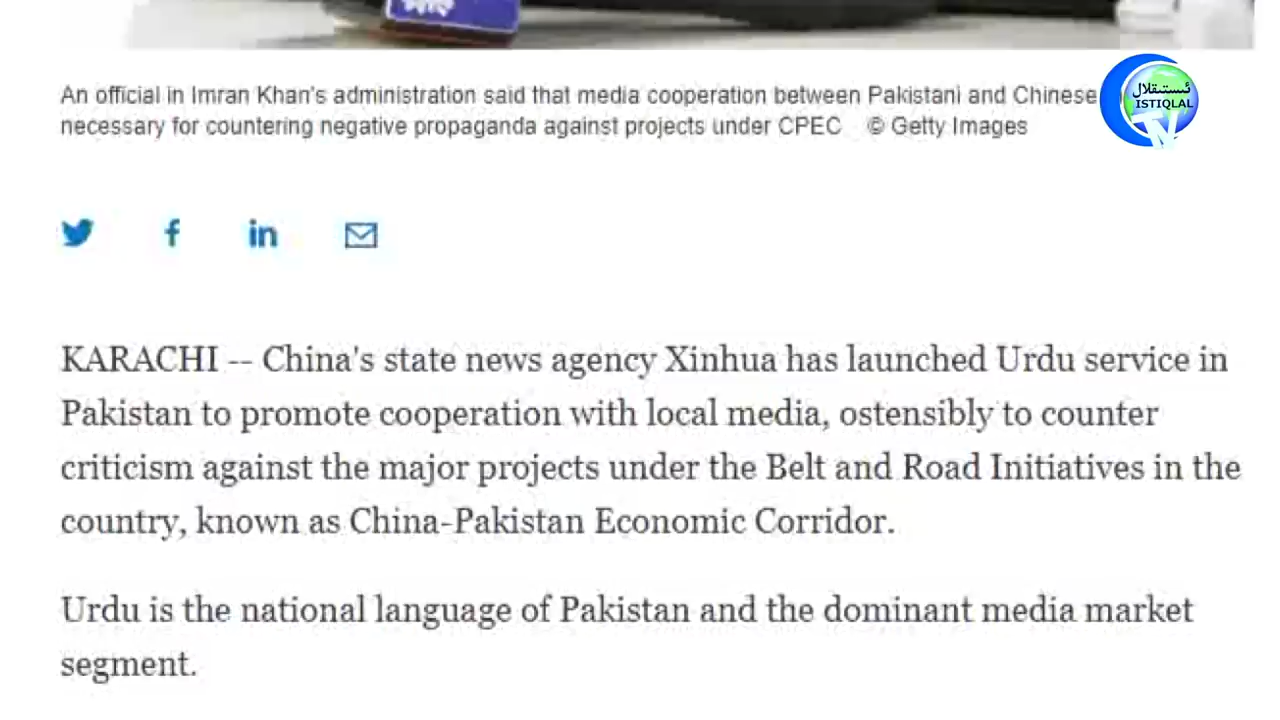 An official in Imran Khan's administration said that media cooperation between Pakistani and Chinese
necessary for countering negative propaganda against projects under CPEC © Getty Images
ئىستىقلال
ISTIQLAL
TV
in
KARACHI -- China's state news agency Xinhua has launched Urdu service in
Pakistan to promote cooperation with local media, ostensibly to counter
criticism against the major projects under the Belt and Road Initiatives in the
country, known as China-Pakistan Economic Corridor.
Urdu is the national language of Pakistan and the dominant media market
segment.